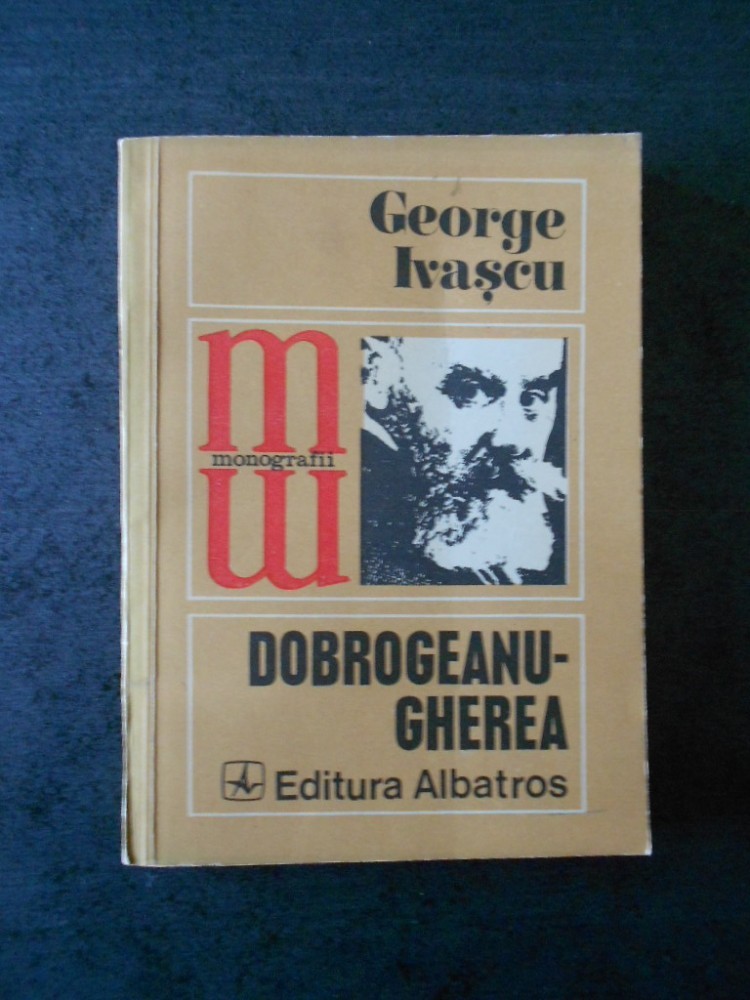 George
Ivașcu
m
monografii
m
DOBROGEANU-
GHEREA
Editura Albatros